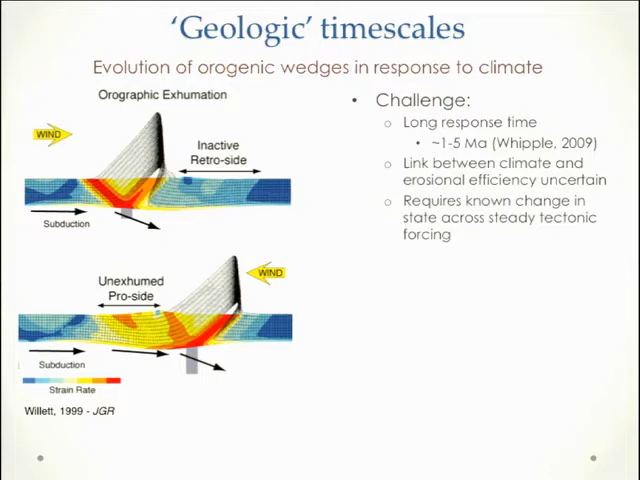 ‘Geologic’ timescales
Evolution of orogenic wedges in response to climate
Orographic Exhumation
WIND
Inactive
Retro-side
Subduction
Unexhumed
Pro-side
WIND
Subduction
Strain Rate
Willett, 1999 - JGR
• Challenge:
o Long response time
• ~1-5 Ma (Whipple, 2009)
o Link between climate and
erosional efficiency uncertain
o Requires known change in
state across steady tectonic
forcing